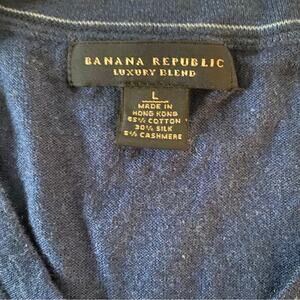 BANANA REPUBLIC
LUXURY BLEND
L
MADE IN
HONG KONG
65% COTTON
30% SILK
5% CASHMERE